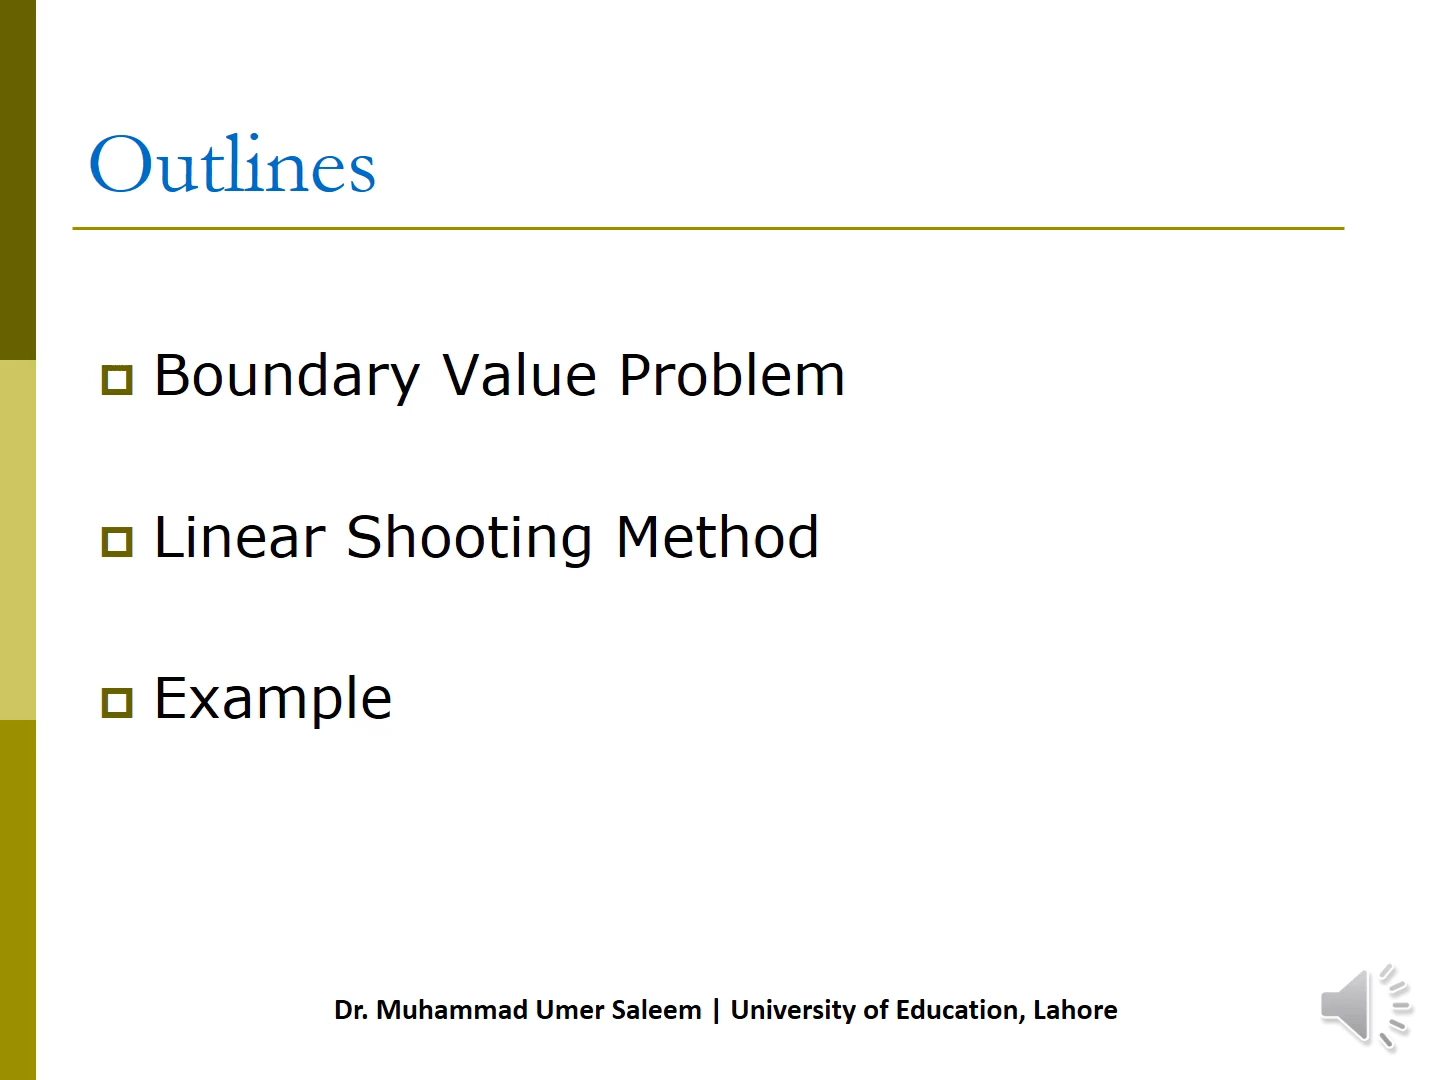 Outlines
Boundary Value Problem
Linear Shooting Method
Example
Dr. Muhammad Umer Saleem | University of Education, Lahore